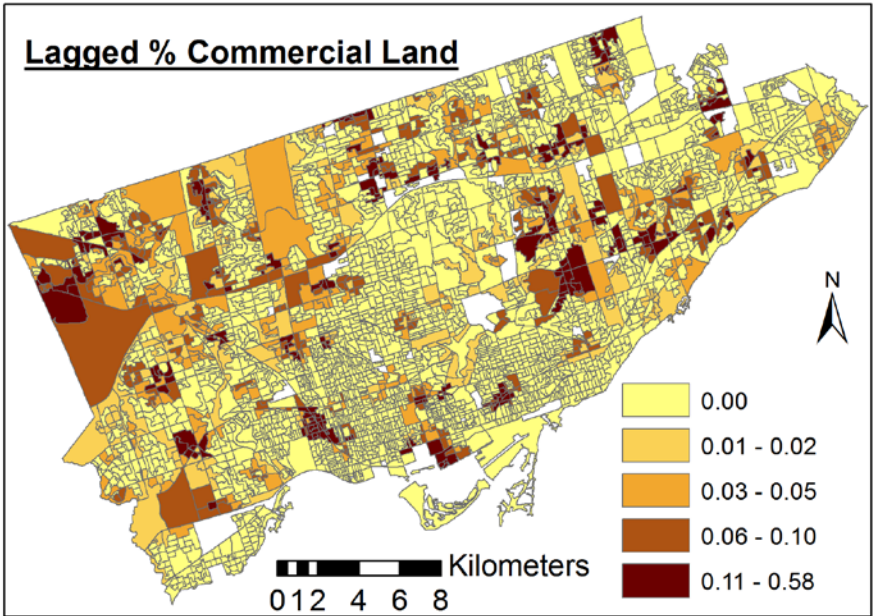 Lagged % Commercial Land
N
0.00
0.01 - 0.02
0.03 - 0.05
0.06 - 0.10
0.11 - 0.58
Kilometers
0 1 2 4 6 8